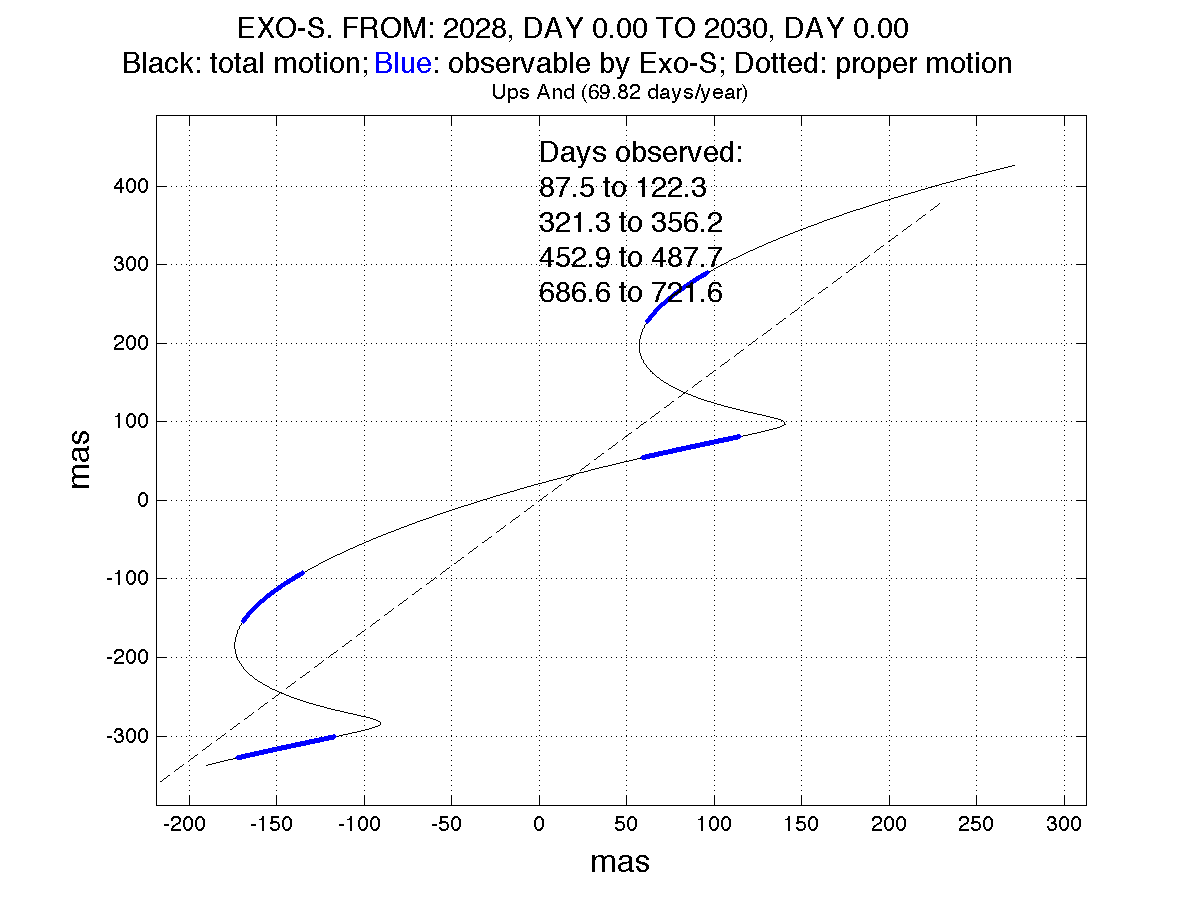 EXO-S. FROM: 2028, DAY 0.00 TO 2030, DAY 0.00
Black: total motion; Blue: observable by Exo-S; Dotted: proper motion
Ups And (69.82 days/year)
Days observed:
87.5 to 122.3
321.3 to 356.2
452.9 to 487.7
686.6 to 721.6
400
300
200
100
0
-100
-200
-300
mas
-200 -150 -100 -50 0 50 100 150 200 250 300
mas